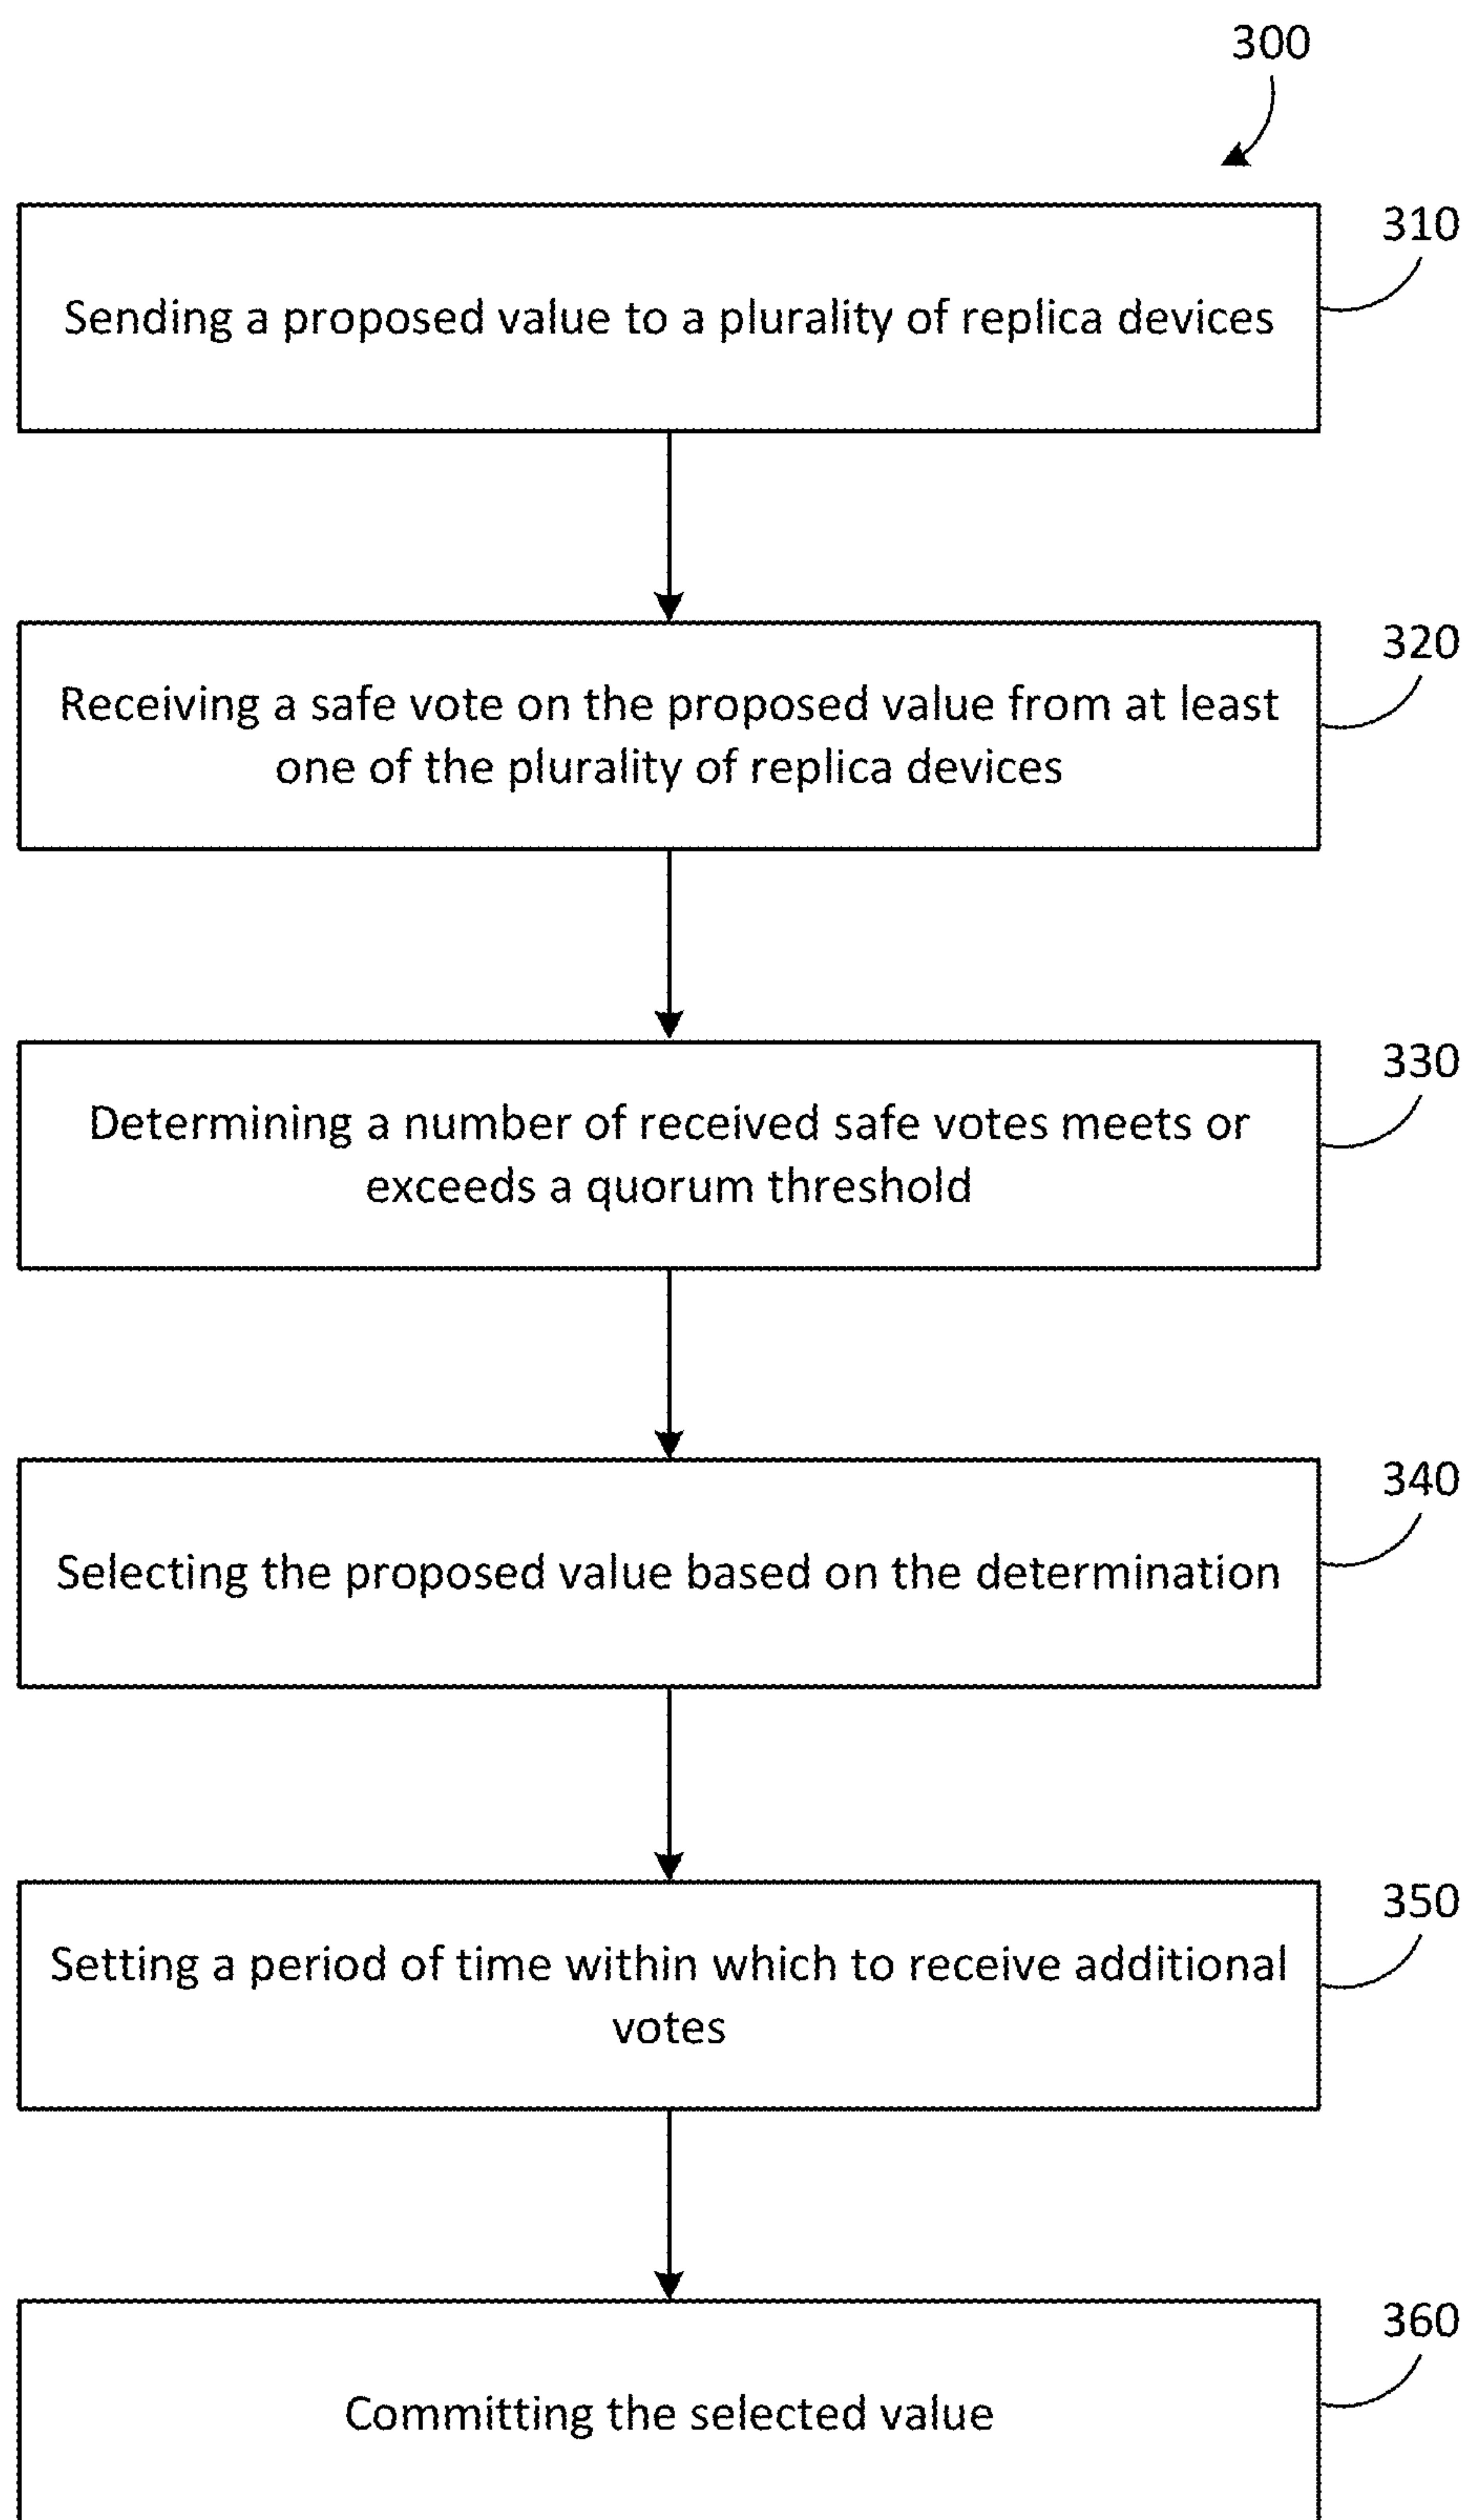 300
310
Sending a proposed value to a plurality of replica devices
320
Receiving a safe vote on the proposed value from at least
one of the plurality of replica devices
330
Determining a number of received safe votes meets or
exceeds a quorum threshold
340
Selecting the proposed value based on the determination
350
Setting a period of time within which to receive additional
votes
360
Committing the selected value